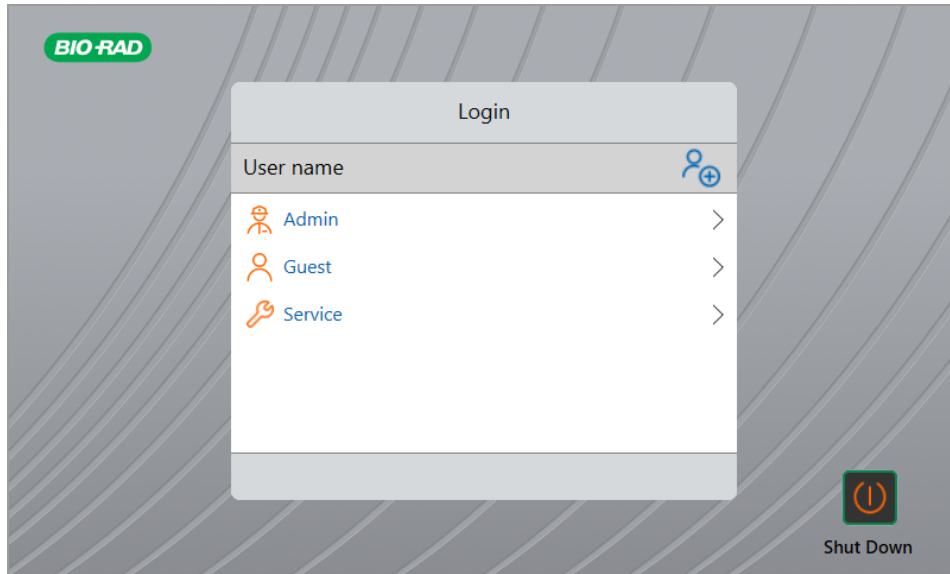 BIO-RAD
Login
User name
Admin
Guest
Service
Shut Down